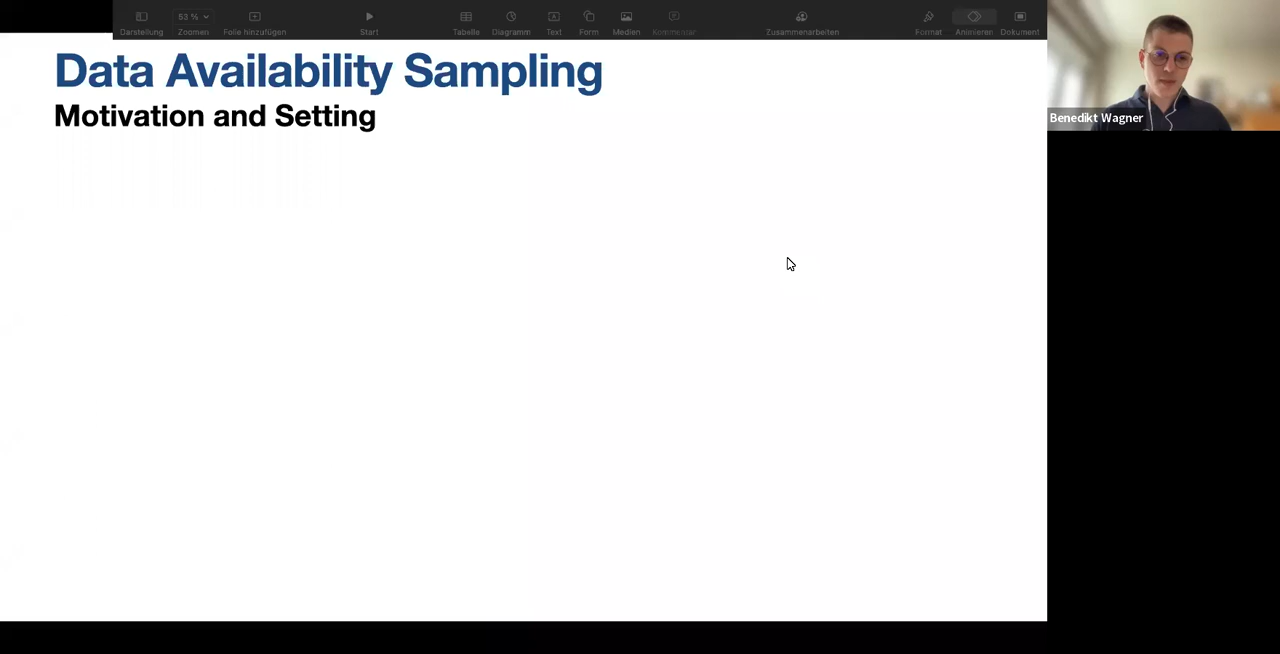 53 %
Darstellung Zoomen Folie hinzufügen Start Tabelle Diagramm Text Form Medien Kommentar Zusammenarbeiten Format Animieren Dokument
Data Availability Sampling
Motivation and Setting
Benedikt Wagner